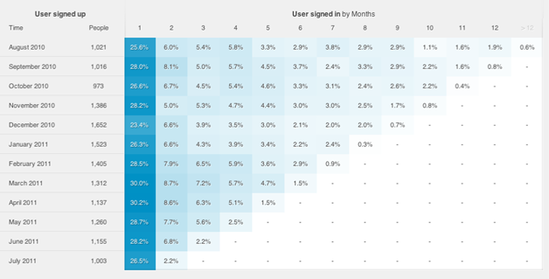 User signed up User signed in by Months
Time People 1 2 3 4 5 6 7 8 9 10 11 12 > 12
August 2010 1,021 25.6% 6.0% 5.4% 5.8% 3.3% 2.9% 3.8% 2.9% 2.9% 1.1% 1.6% 1.9% 0.6%
September 2010 1,016 28.0% 8.1% 5.0% 5.7% 4.5% 3.7% 2.4% 3.3% 2.9% 2.2% 1.6% 0.8% -
October 2010 973 26.6% 6.7% 4.5% 5.4% 4.6% 3.3% 3.1% 2.4% 2.6% 2.2% 0.4% - -
November 2010 1,386 28.2% 5.0% 5.3% 4.7% 4.4% 3.0% 3.0% 2.5% 1.7% 0.8% - - -
December 2010 1,652 23.4% 6.6% 3.9% 3.5% 3.0% 2.1% 2.0% 2.0% 0.7% - - - -
January 2011 1,523 26.3% 6.6% 4.3% 3.9% 3.4% 2.2% 2.4% 0.3% - - - - -
February 2011 1,405 28.5% 7.9% 6.5% 5.9% 3.6% 2.9% 0.9% - - - - - -
March 2011 1,312 30.0% 8.7% 7.2% 5.7% 4.7% 1.5% - - - - - - -
April 2011 1,137 30.2% 8.6% 6.3% 5.1% 1.5% - - - - - - - -
May 2011 1,260 28.7% 7.7% 5.6% 2.5% - - - - - - - - -
June 2011 1,155 28.2% 6.8% 2.2% - - - - - - - - - -
July 2011 1,003 26.5% 2.2% - - - - - - - - - - -